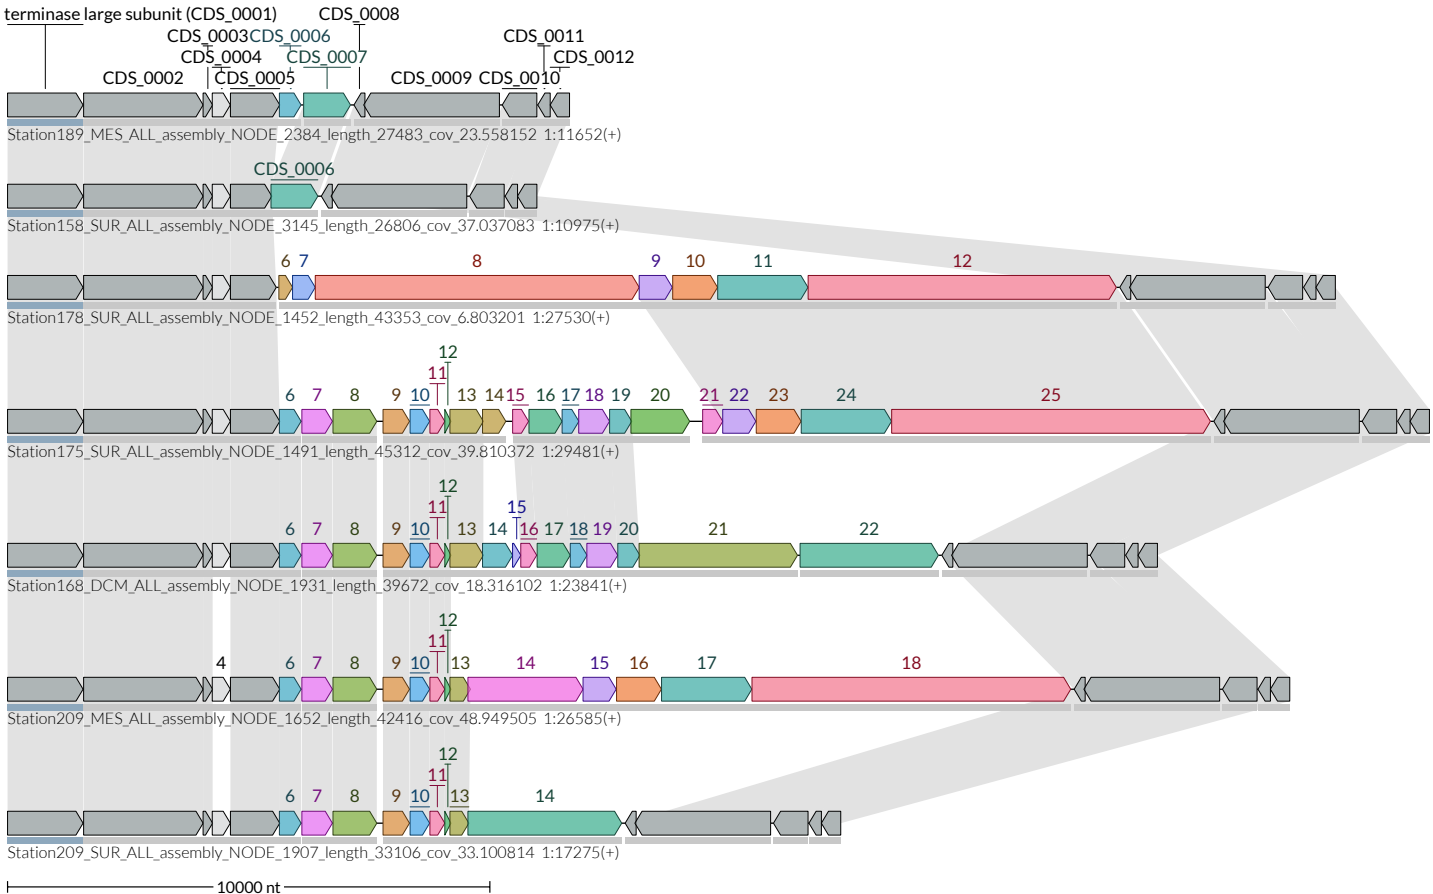 terminase large subunit (CDS_0001) CDS_0008
CDS_0003 CDS_0006 CDS_0011
CDS_0004 CDS_0007 CDS_0012
CDS_0002 CDS_0005 CDS_0009 CDS_0010
Station189_MES_ALL_assembly_NODE_2384_length_27483_cov_23.558152 1:11652(+)
CDS_0006
Station158_SUR_ALL_assembly_NODE_3145_length_26806_cov_37.037083 1:10975(+)
6 7 8 9 10 11 12
Station178_SUR_ALL_assembly_NODE_1452_length_43353_cov_6.803201 1:27530(+)
12
11
6 7 8 9 10 13 14 15 16 17 18 19 20 21 22 23 24 25
Station175_SUR_ALL_assembly_NODE_1491_length_45312_cov_39.810372 1:29481(+)
12
11 15
6 7 8 9 10 13 14 16 17 18 19 20 21 22
Station168_DCM_ALL_assembly_NODE_1931_length_39672_cov_18.316102 1:23841(+)
12
11
4 6 7 8 9 10 13 14 15 16 17 18
Station209_MES_ALL_assembly_NODE_1652_length_42416_cov_48.949505 1:26585(+)
12
11
6 7 8 9 10 13 14
Station209_SUR_ALL_assembly_NODE_1907_length_33106_cov_33.100814 1:17275(+)
10000 nt